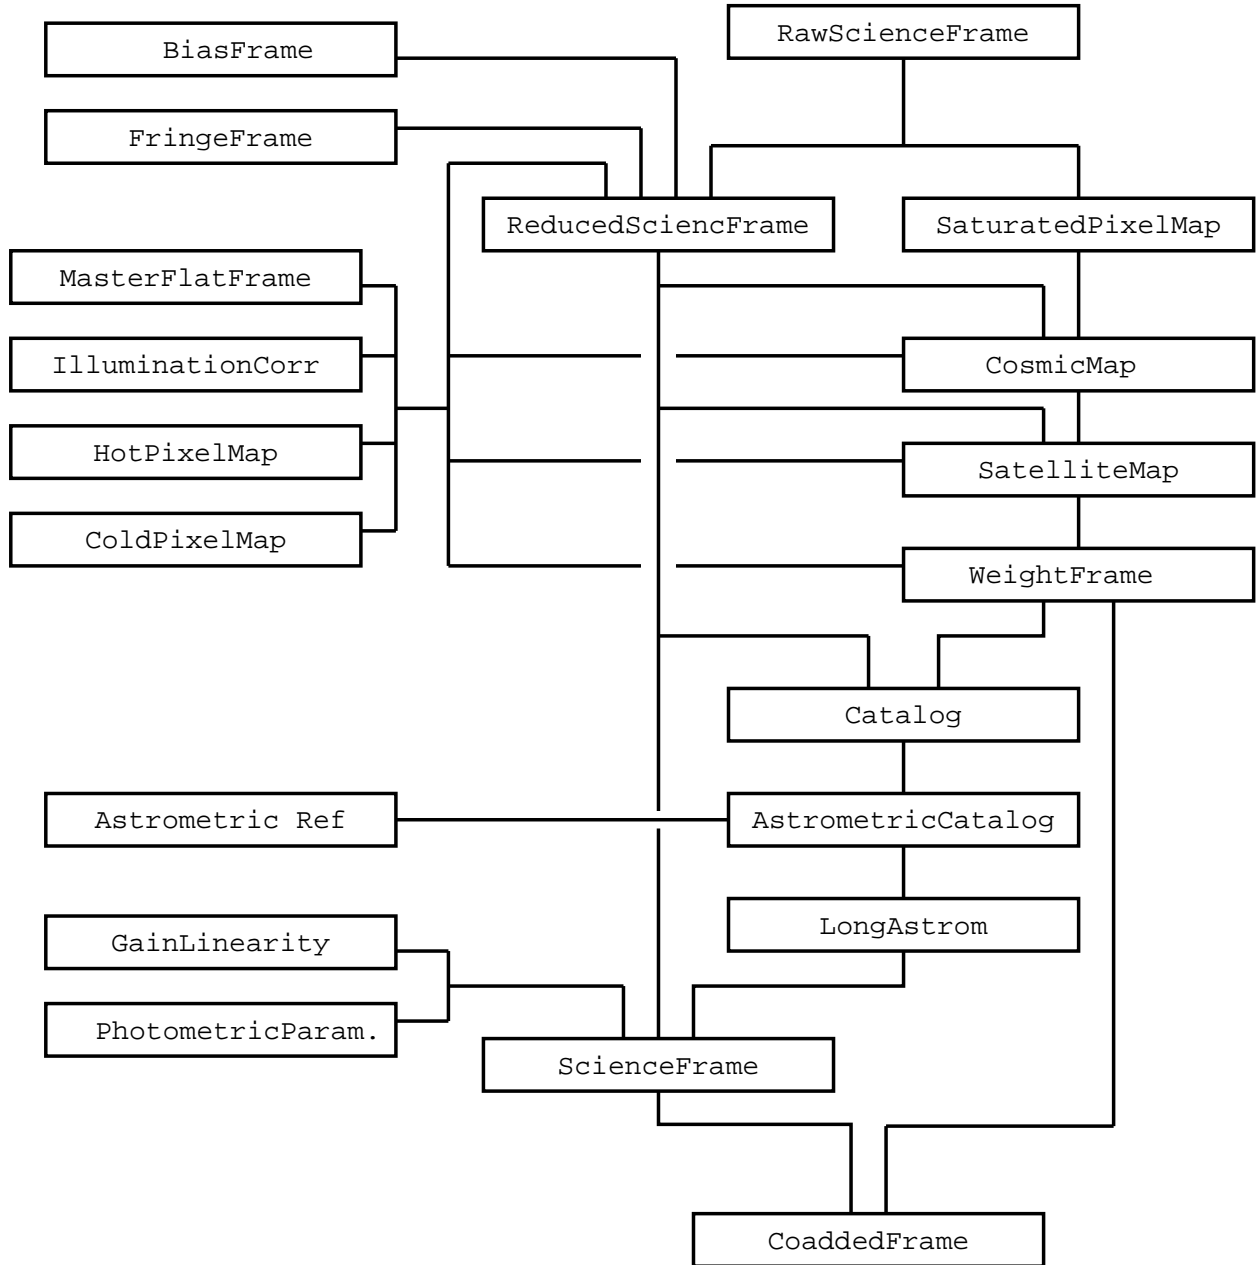 RawScienceFrame
BiasFrame
FringeFrame
ReducedSciencFrame
SaturatedPixelMap
MasterFlatFrame
IlluminationCorr
CosmicMap
HotPixelMap
SatelliteMap
ColdPixelMap
WeightFrame
Catalog
Astrometric Ref
AstrometricCatalog
LongAstrom
GainLinearity
PhotometricParam.
ScienceFrame
CoaddedFrame